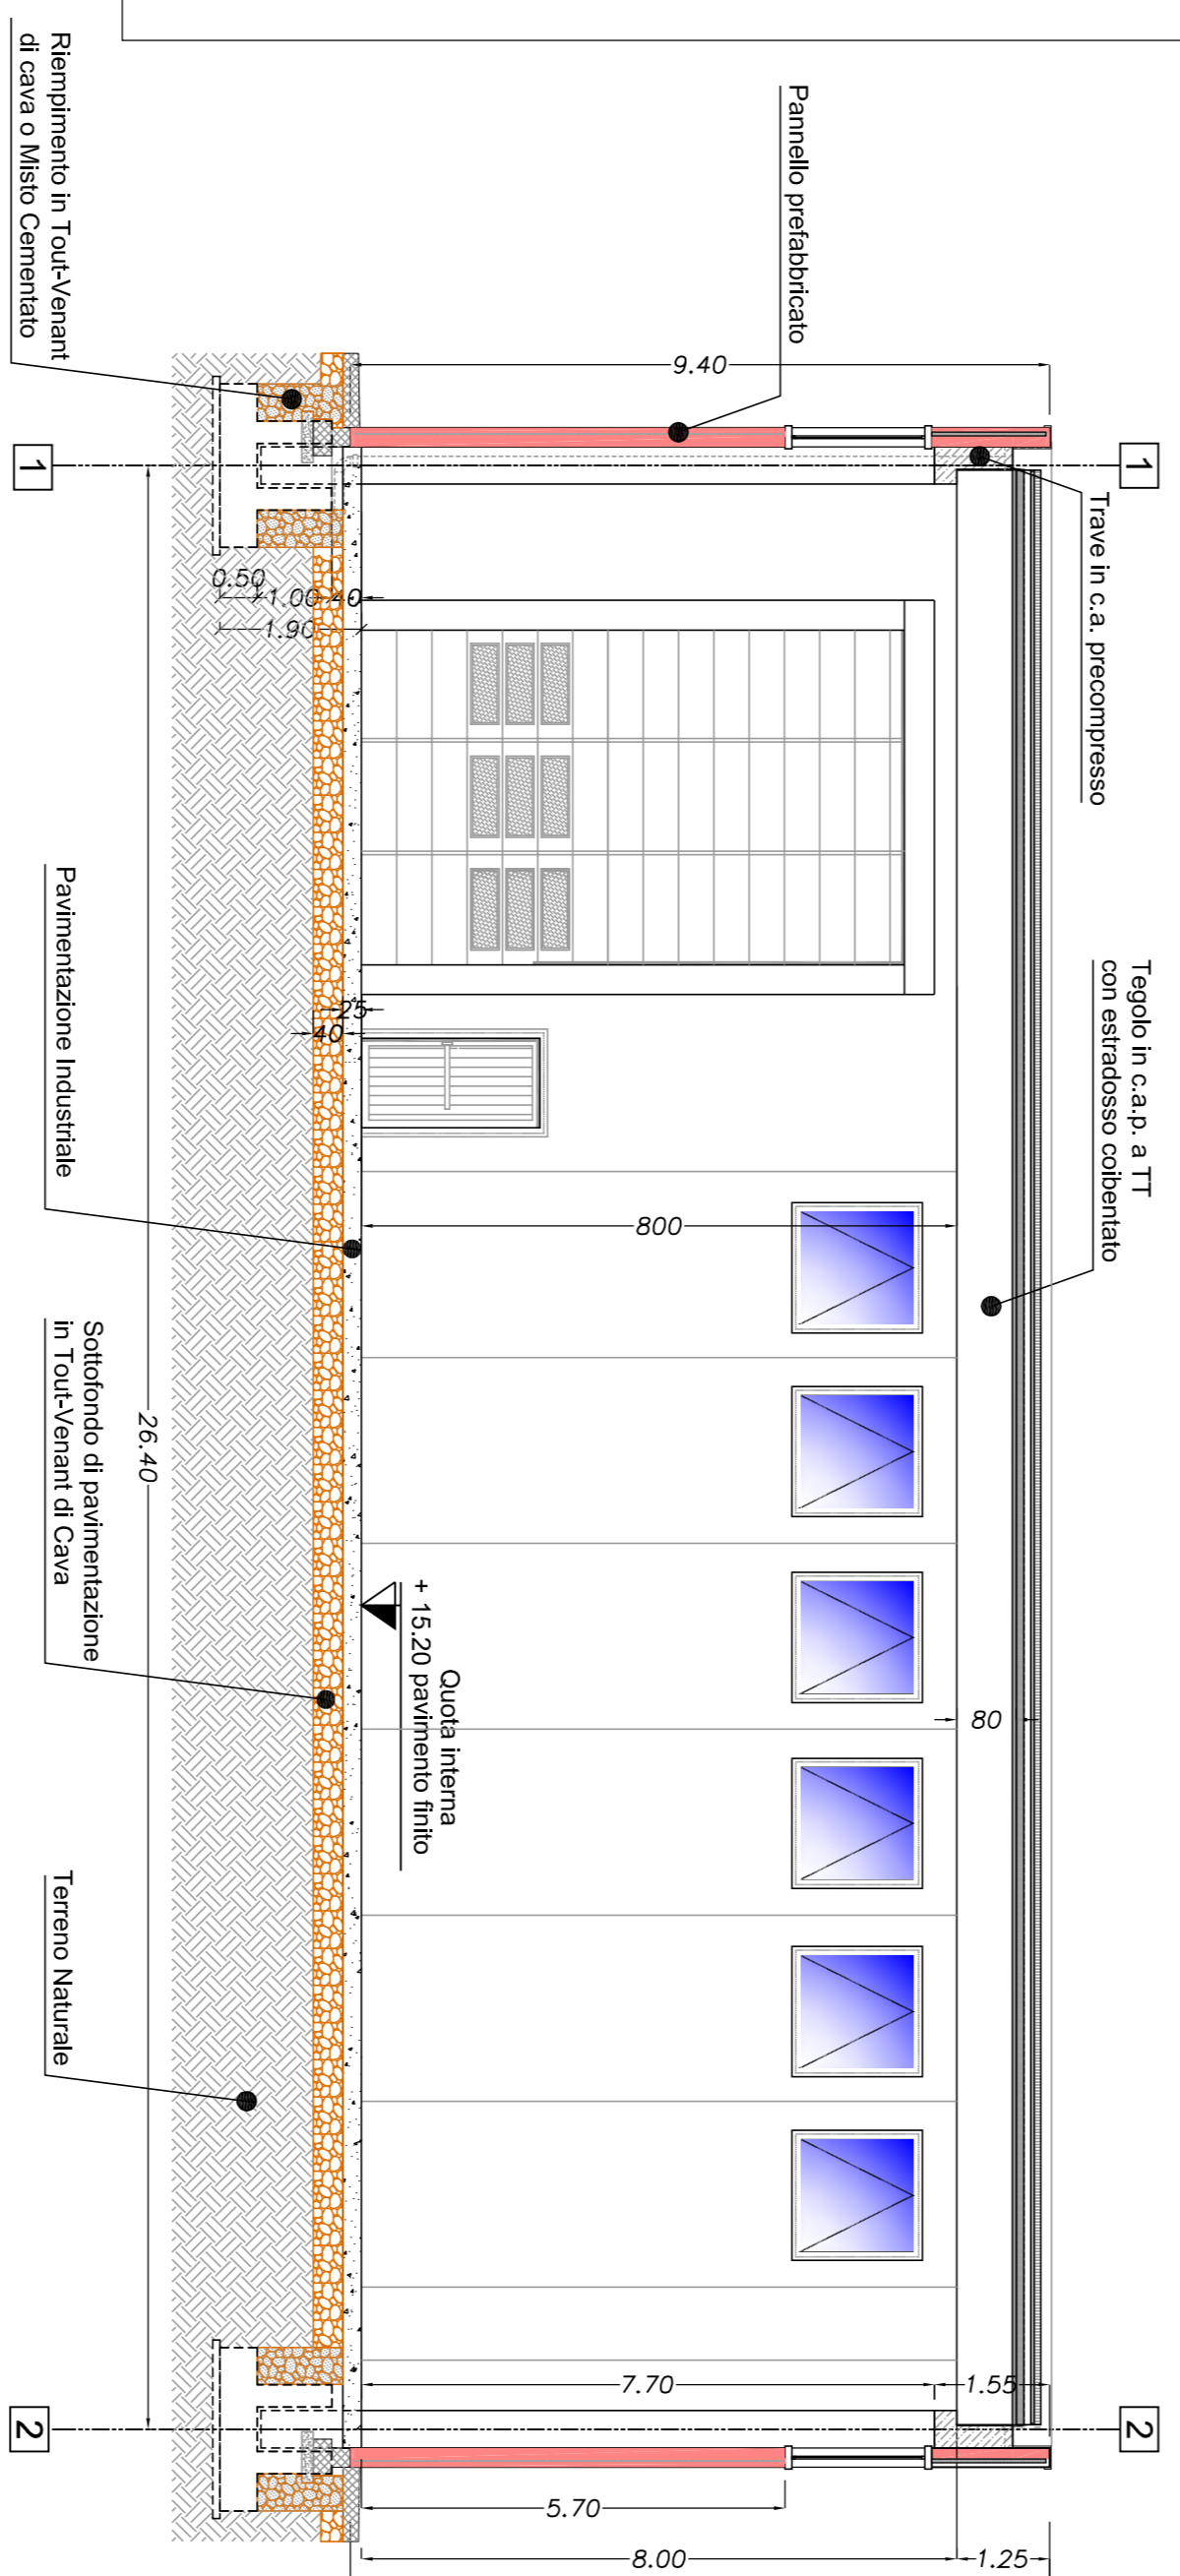 Tegolo in c.a.p. a TT
con estradosso coibentato
Trave in c.a. precompresso
Pannello prefabbricato
1
2
9.40
80
1.55
1.25
800
7.70
8.00
5.70
Quota interna
+ 15.20 pavimento finito
25
40
0.50
1.00
40
1.90
26.40
1
2
Riempimento in Tout-Venant
di cava o Misto Cementato
Pavimentazione Industriale
Sottofondo di pavimentazione
in Tout-Venant di Cava
Terreno Naturale